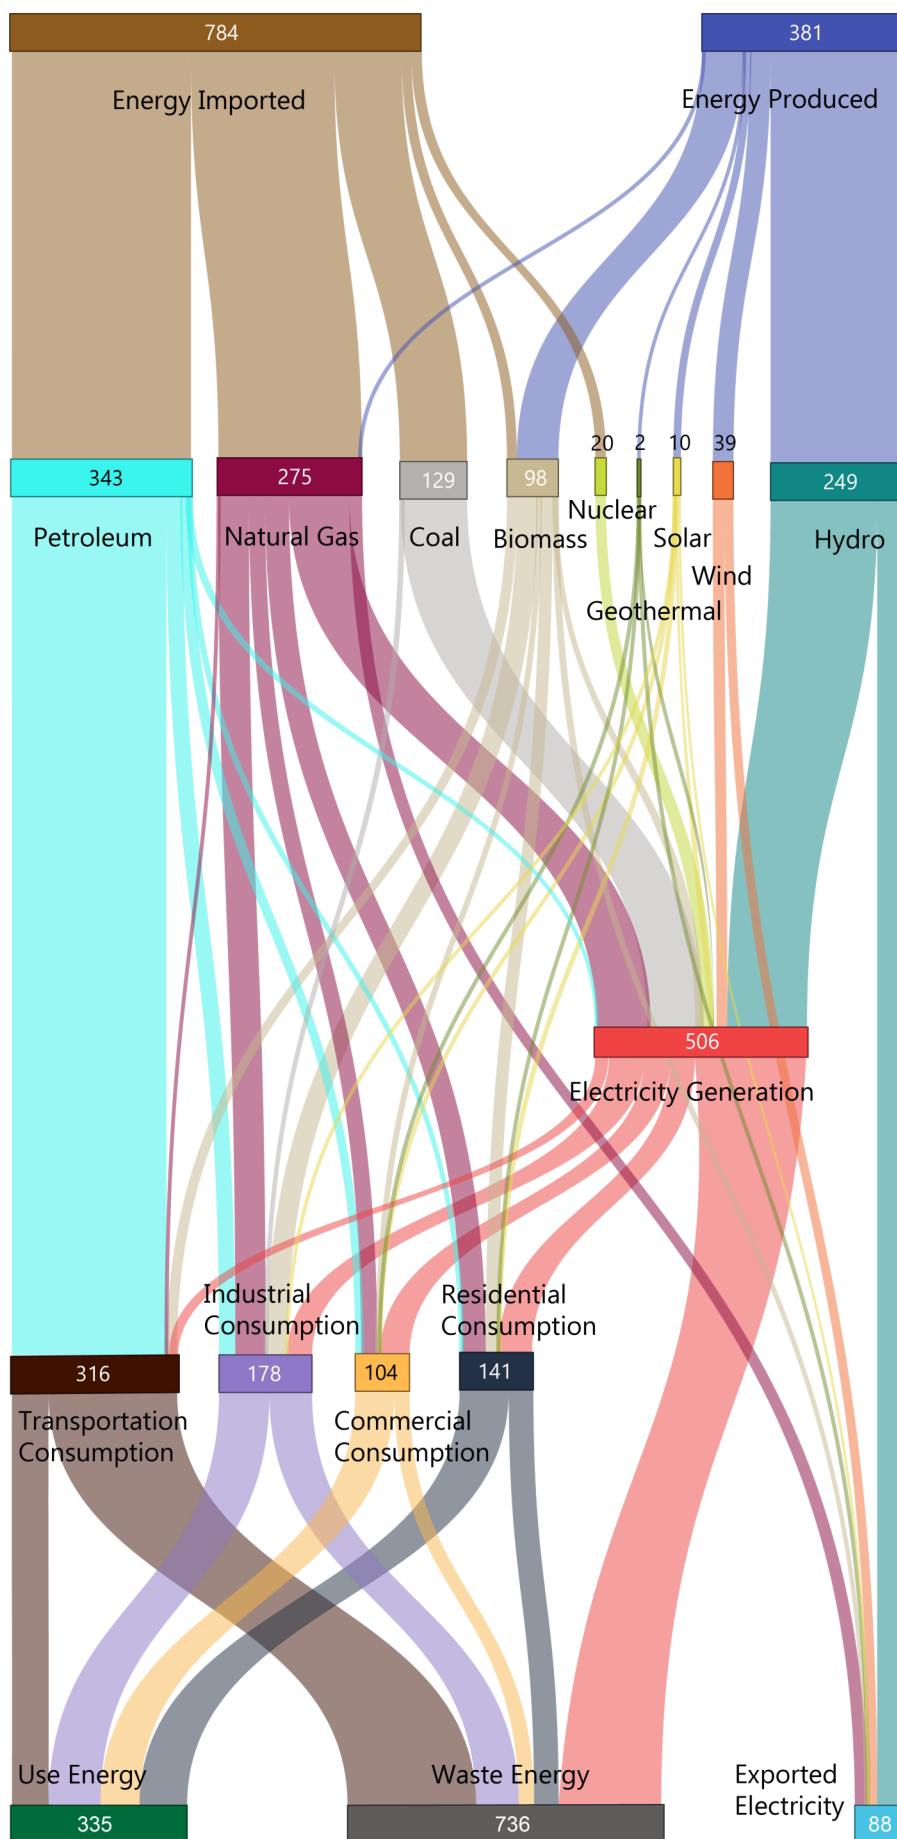 784
381
Energy Imported
Energy Produced
20
2
10
39
343
275
129
98
249
Nuclear
Petroleum
Natural Gas
Coal
Biomass
Solar
Hydro
Wind
Geothermal
506
Electricity Generation
Industrial
Consumption
Residential
Consumption
316
178
104
141
Transportation
Consumption
Commercial
Consumption
Use Energy
Waste Energy
Exported
Electricity
335
736
88